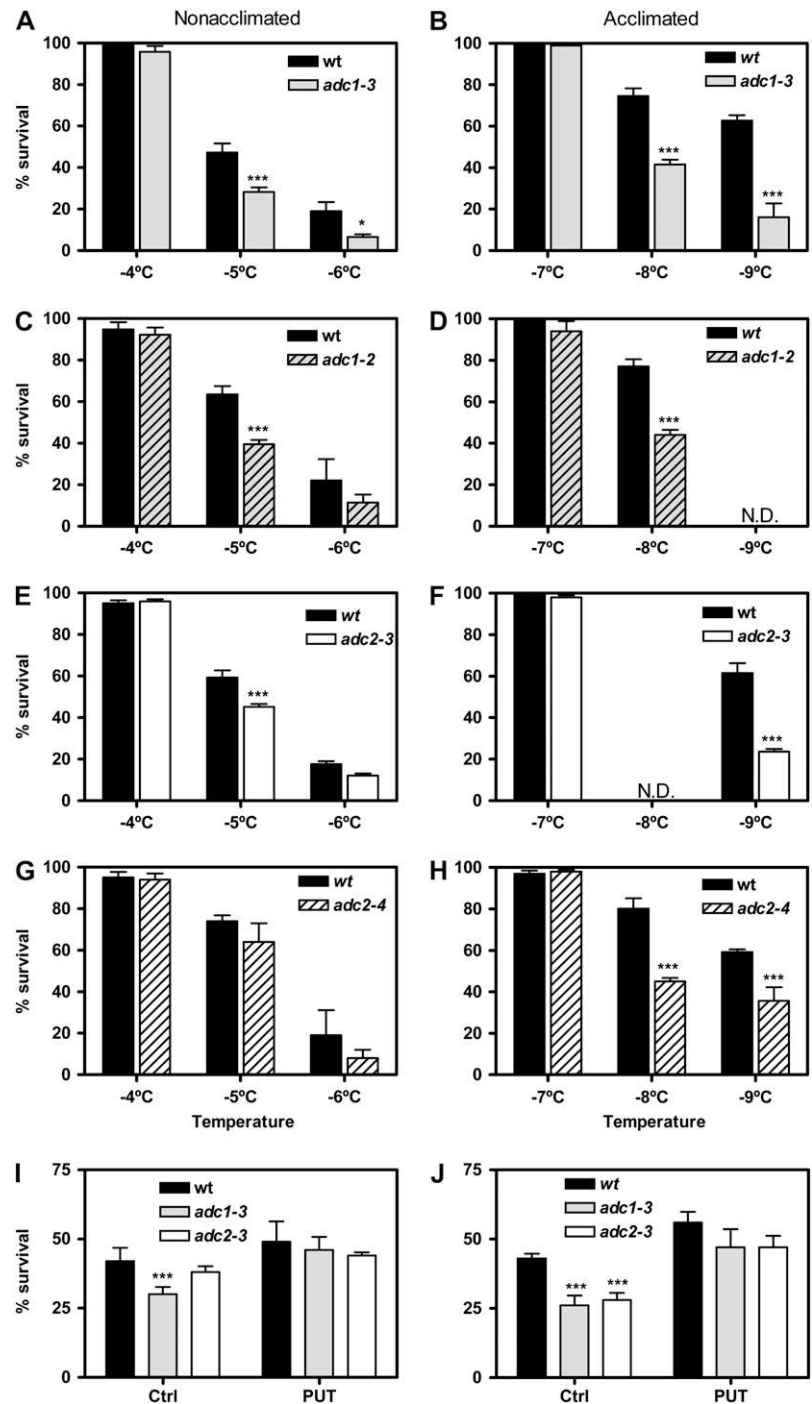 Nonacclimated
Acclimated
A
% survival
100
80
60
40
20
0
wt
adc1-3
***
*
-4ºC
-5ºC
-6ºC
B
100
80
60
40
20
0
wt
adc1-3
***
***
-7ºC
-8ºC
-9ºC
C
% survival
100
80
60
40
20
0
wt
adc1-2
***
-4ºC
-5ºC
-6ºC
D
100
80
60
40
20
0
wt
adc1-2
***
N.D.
-7ºC
-8ºC
-9ºC
E
% survival
100
80
60
40
20
0
wt
adc2-3
***
-4ºC
-5ºC
-6ºC
F
100
80
60
40
20
0
wt
adc2-3
N.D.
***
-7ºC
-8ºC
-9ºC
G
% survival
100
80
60
40
20
0
wt
adc2-4
-4ºC
-5ºC
-6ºC
Temperature
H
100
80
60
40
20
0
wt
adc2-4
***
***
-7ºC
-8ºC
-9ºC
Temperature
I
% survival
75
50
25
0
wt
adc1-3
adc2-3
***
Ctrl
PUT
J
75
50
25
0
wt
adc1-3
adc2-3
***
***
Ctrl
PUT